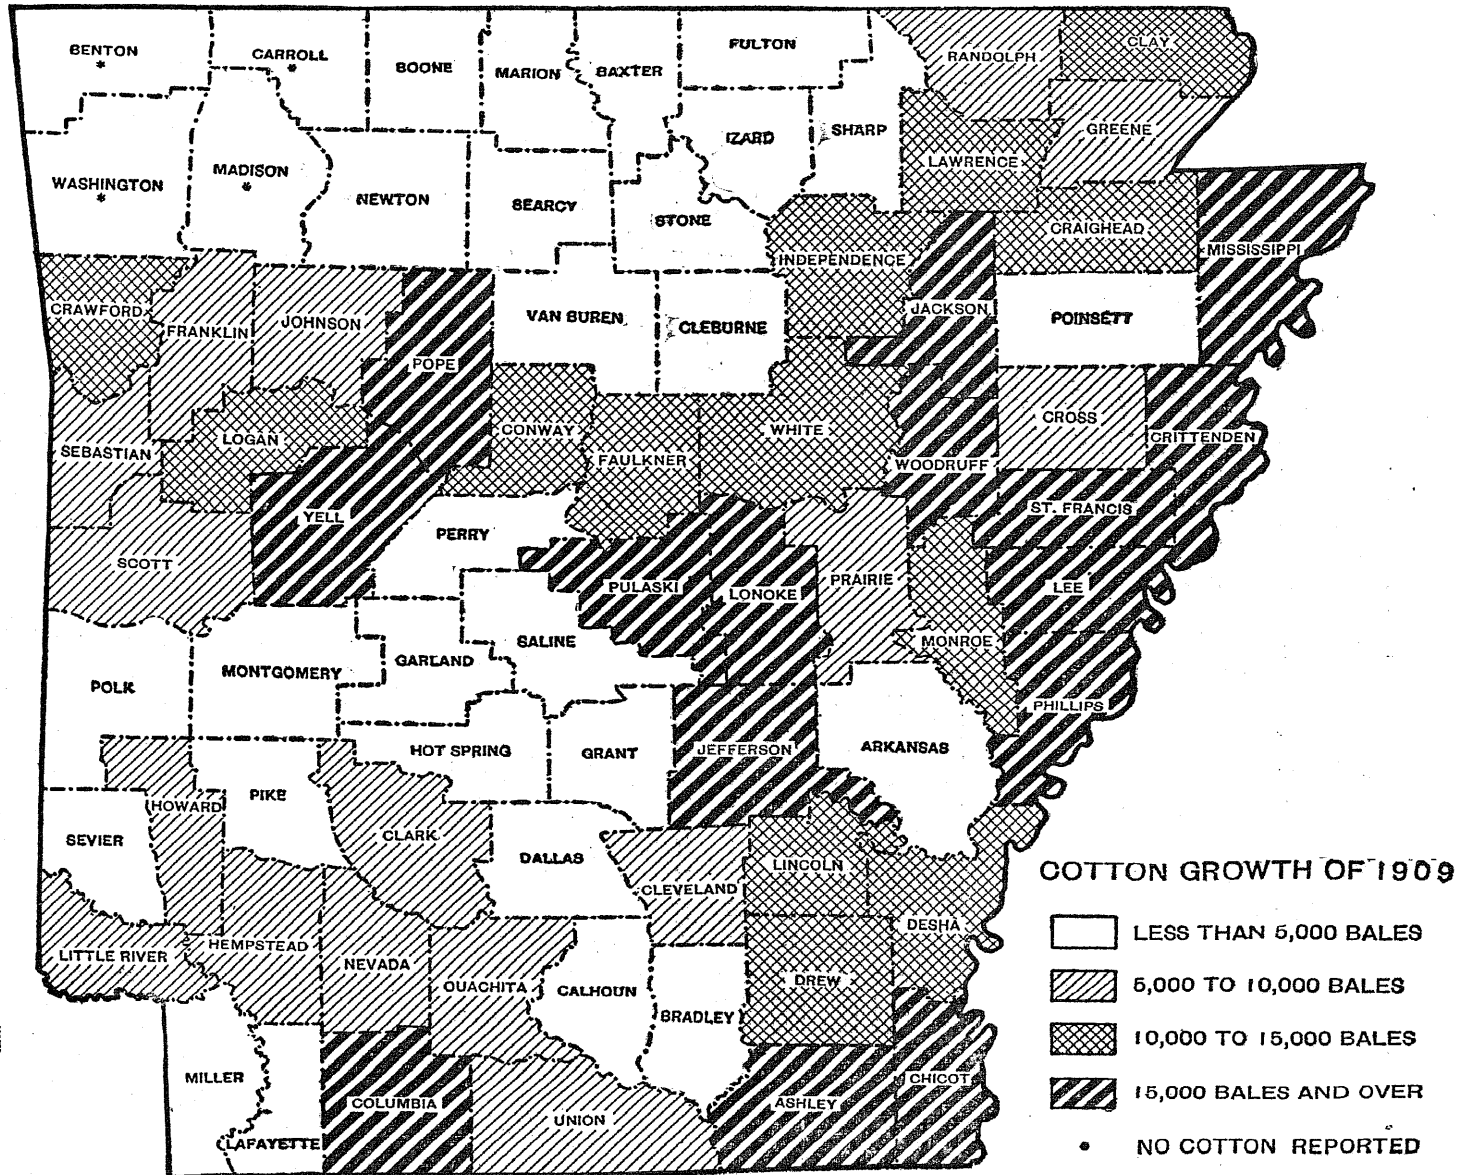 BENTON
*
CARROLL
*
BOONE
MARION
BAXTER
FULTON
RANDOLPH
CLAY
WASHINGTON
*
MADISON
*
NEWTON
SEARCY
STONE
IZARD
SHARP
LAWRENCE
GREENE
CRAIGHEAD
MISSISSIPPI
INDEPENDENCE
JACKSON
POINSETT
CRAWFORD
FRANKLIN
JOHNSON
POPE
VAN BUREN
CLEBURNE
SEBASTIAN
LOGAN
CONWAY
FAULKNER
WHITE
WOODRUFF
CROSS
CRITTENDEN
SCOTT
YELL
PERRY
PULASKI
LONOKE
PRAIRIE
ST. FRANCIS
LEE
MONROE
PHILLIPS
POLK
MONTGOMERY
GARLAND
SALINE
HOT SPRING
GRANT
JEFFERSON
ARKANSAS
SEVIER
HOWARD
PIKE
CLARK
DALLAS
CLEVELAND
LINCOLN
DESHA
LITTLE RIVER
HEMPSTEAD
NEVADA
OUACHITA
CALHOUN
BRADLEY
DREW
MILLER
LAFAYETTE
COLUMBIA
UNION
ASHLEY
CHICOT
COTTON GROWTH OF 1909
LESS THAN 5,000 BALES
5,000 TO 10,000 BALES
10,000 TO 15,000 BALES
15,000 BALES AND OVER
* NO COTTON REPORTED